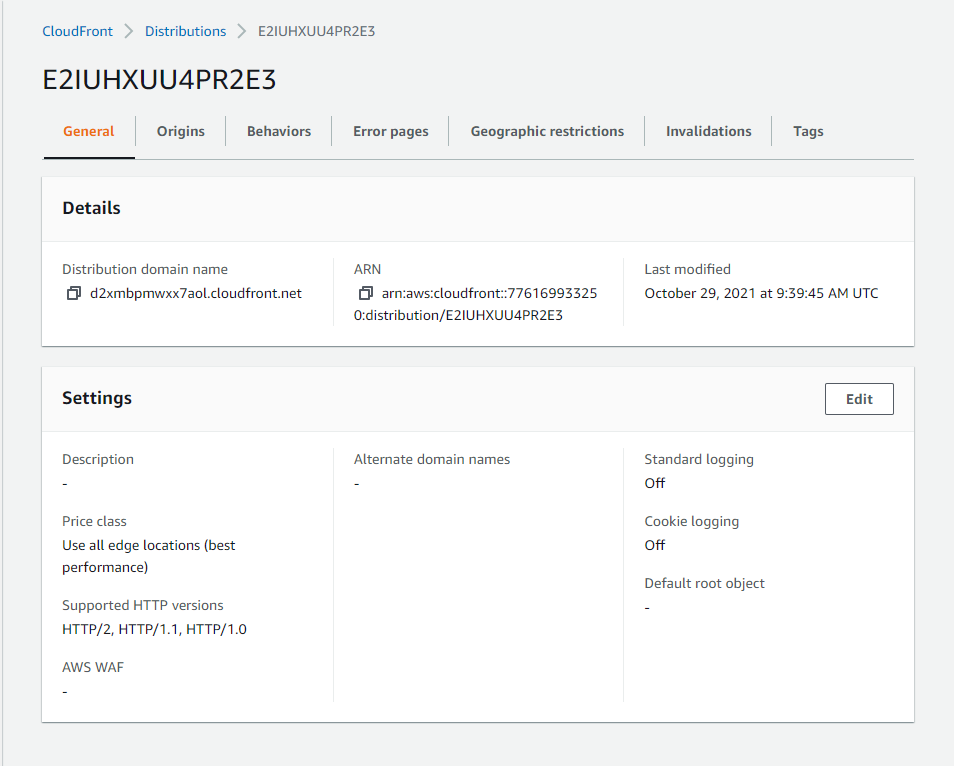 CloudFront > Distributions > E2IUHXUU4PR2E3
E2IUHXUU4PR2E3
General Origins Behaviors Error pages Geographic restrictions Invalidations Tags
Details
Distribution domain name
d2xmbpmwxx7aol.cloudfront.net
ARN
arn:aws:cloudfront::77616993325
0:distribution/E2IUHXUU4PR2E3
Last modified
October 29, 2021 at 9:39:45 AM UTC
Settings
Edit
Description
-
Price class
Use all edge locations (best
performance)
Supported HTTP versions
HTTP/2, HTTP/1.1, HTTP/1.0
AWS WAF
-
Alternate domain names
-
Standard logging
Off
Cookie logging
Off
Default root object
-